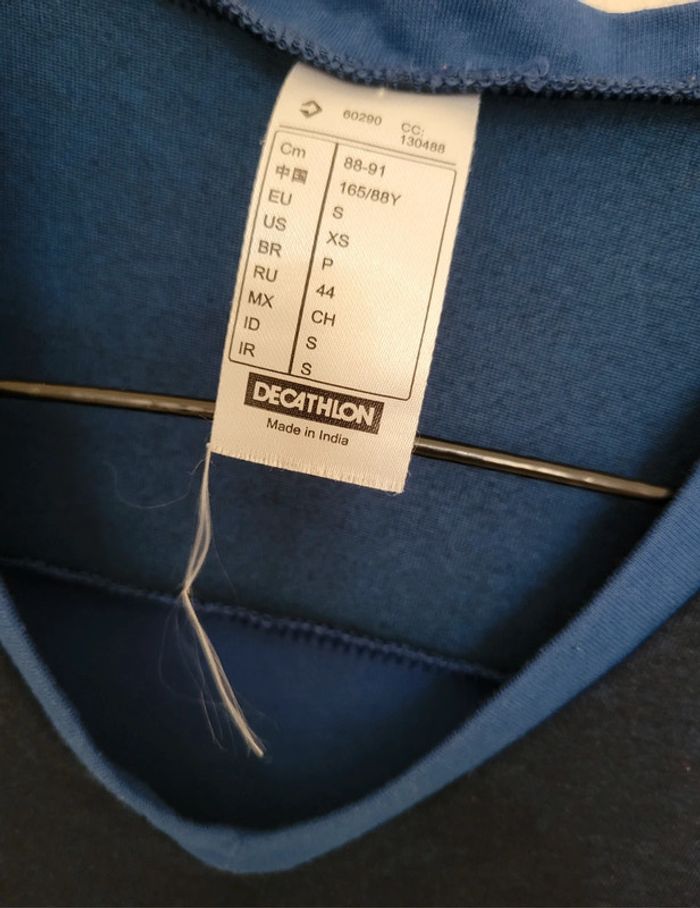 60290 CC:
130488
Cm 88-91
中国 165/88Y
EU S
US XS
BR P
RU 44
MX CH
ID S
IR S
DECATHLON
Made in India